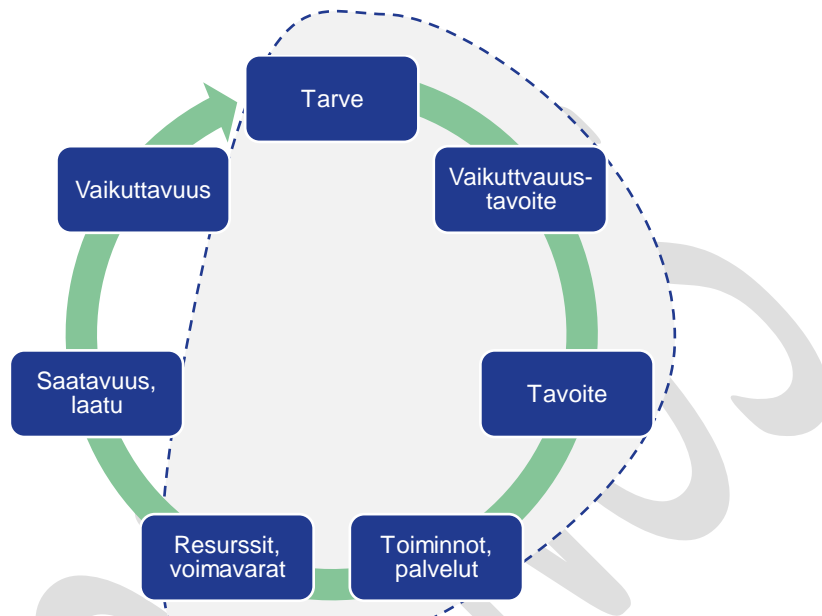 Tarve
Vaikuttvauus-
tavoite
Tavoite
Toiminnot,
palvelut
Resurssit,
voimavarat
Saatavuus,
laatu
Vaikuttavuus